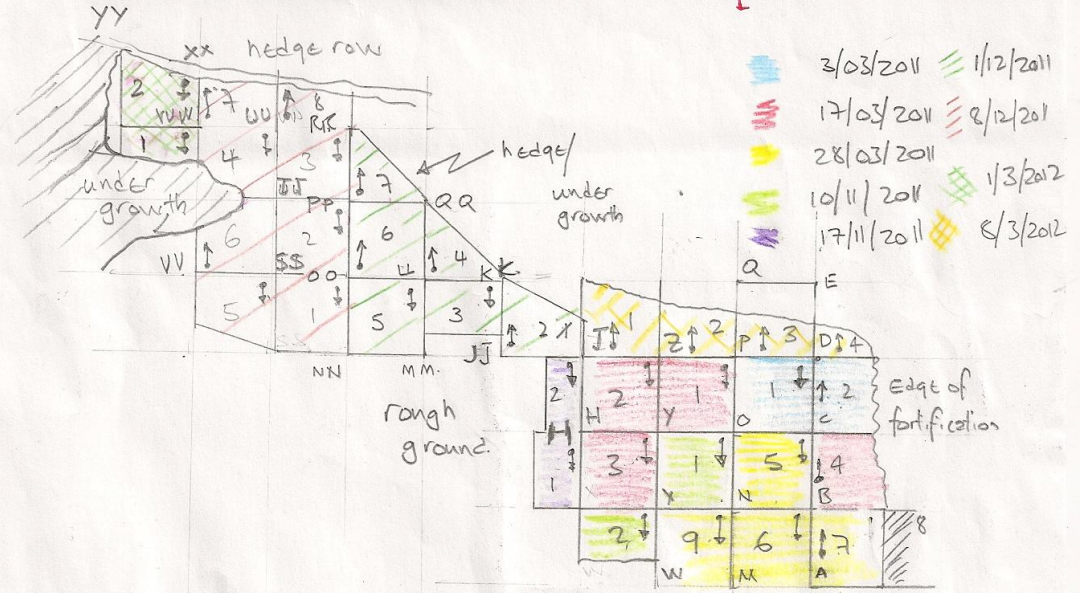 YY
XX hedge row
3/03/2011 1/12/2011
17/03/2011 8/12/201
28/03/2011 1/3/2012
10/11/2011 8/3/2012
17/11/2011
2 7 UU 8 RR
VVW
1 4 3 7
hedge/
under
growth
under
growth
TT PP QQ
6 2 6 4 KK
VV SS OO LL
5 1 5 3 2
NN MM JJ
Q E
J 1 Z 2 P 3 D 4
2 2 1 1 2
H Y O C
Edge of
fortification
rough
ground.
H
1 3 1 5 4
X N B
2 9 6 7 8
W M A